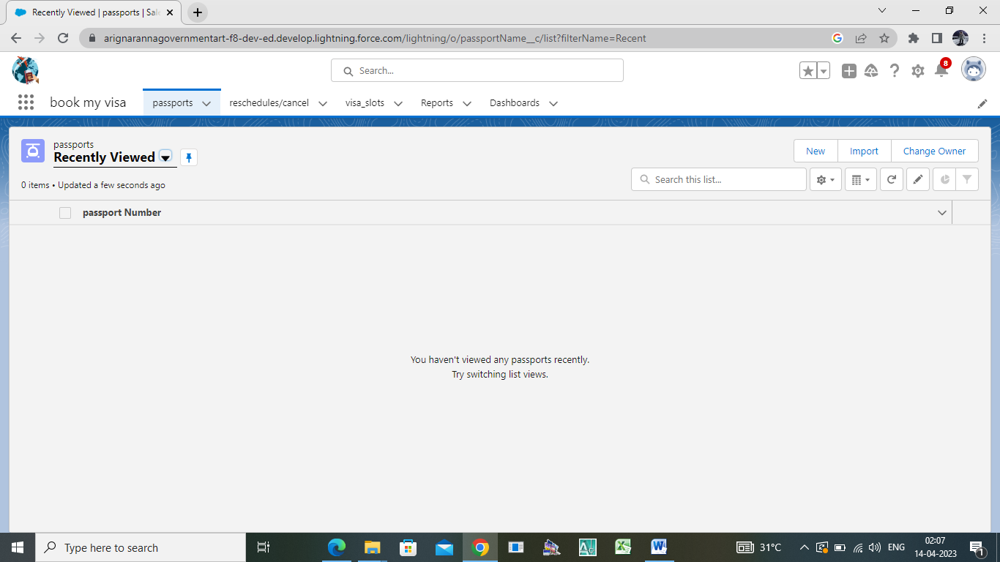 Recently Viewed | passports | Sale
arignarannagovernmentart-f8-dev-ed.develop.lightning.force.com/lightning/o/passportName__c/list?filterName=Recent
Search...
8
book my visa
passports
reschedules/cancel
visa_slots
Reports
Dashboards
passports
Recently Viewed
New
Import
Change Owner
0 items • Updated a few seconds ago
Search this list...
passport Number
You haven't viewed any passports recently.
Try switching list views.
Type here to search
31°C
ENG
02:07
14-04-2023
1